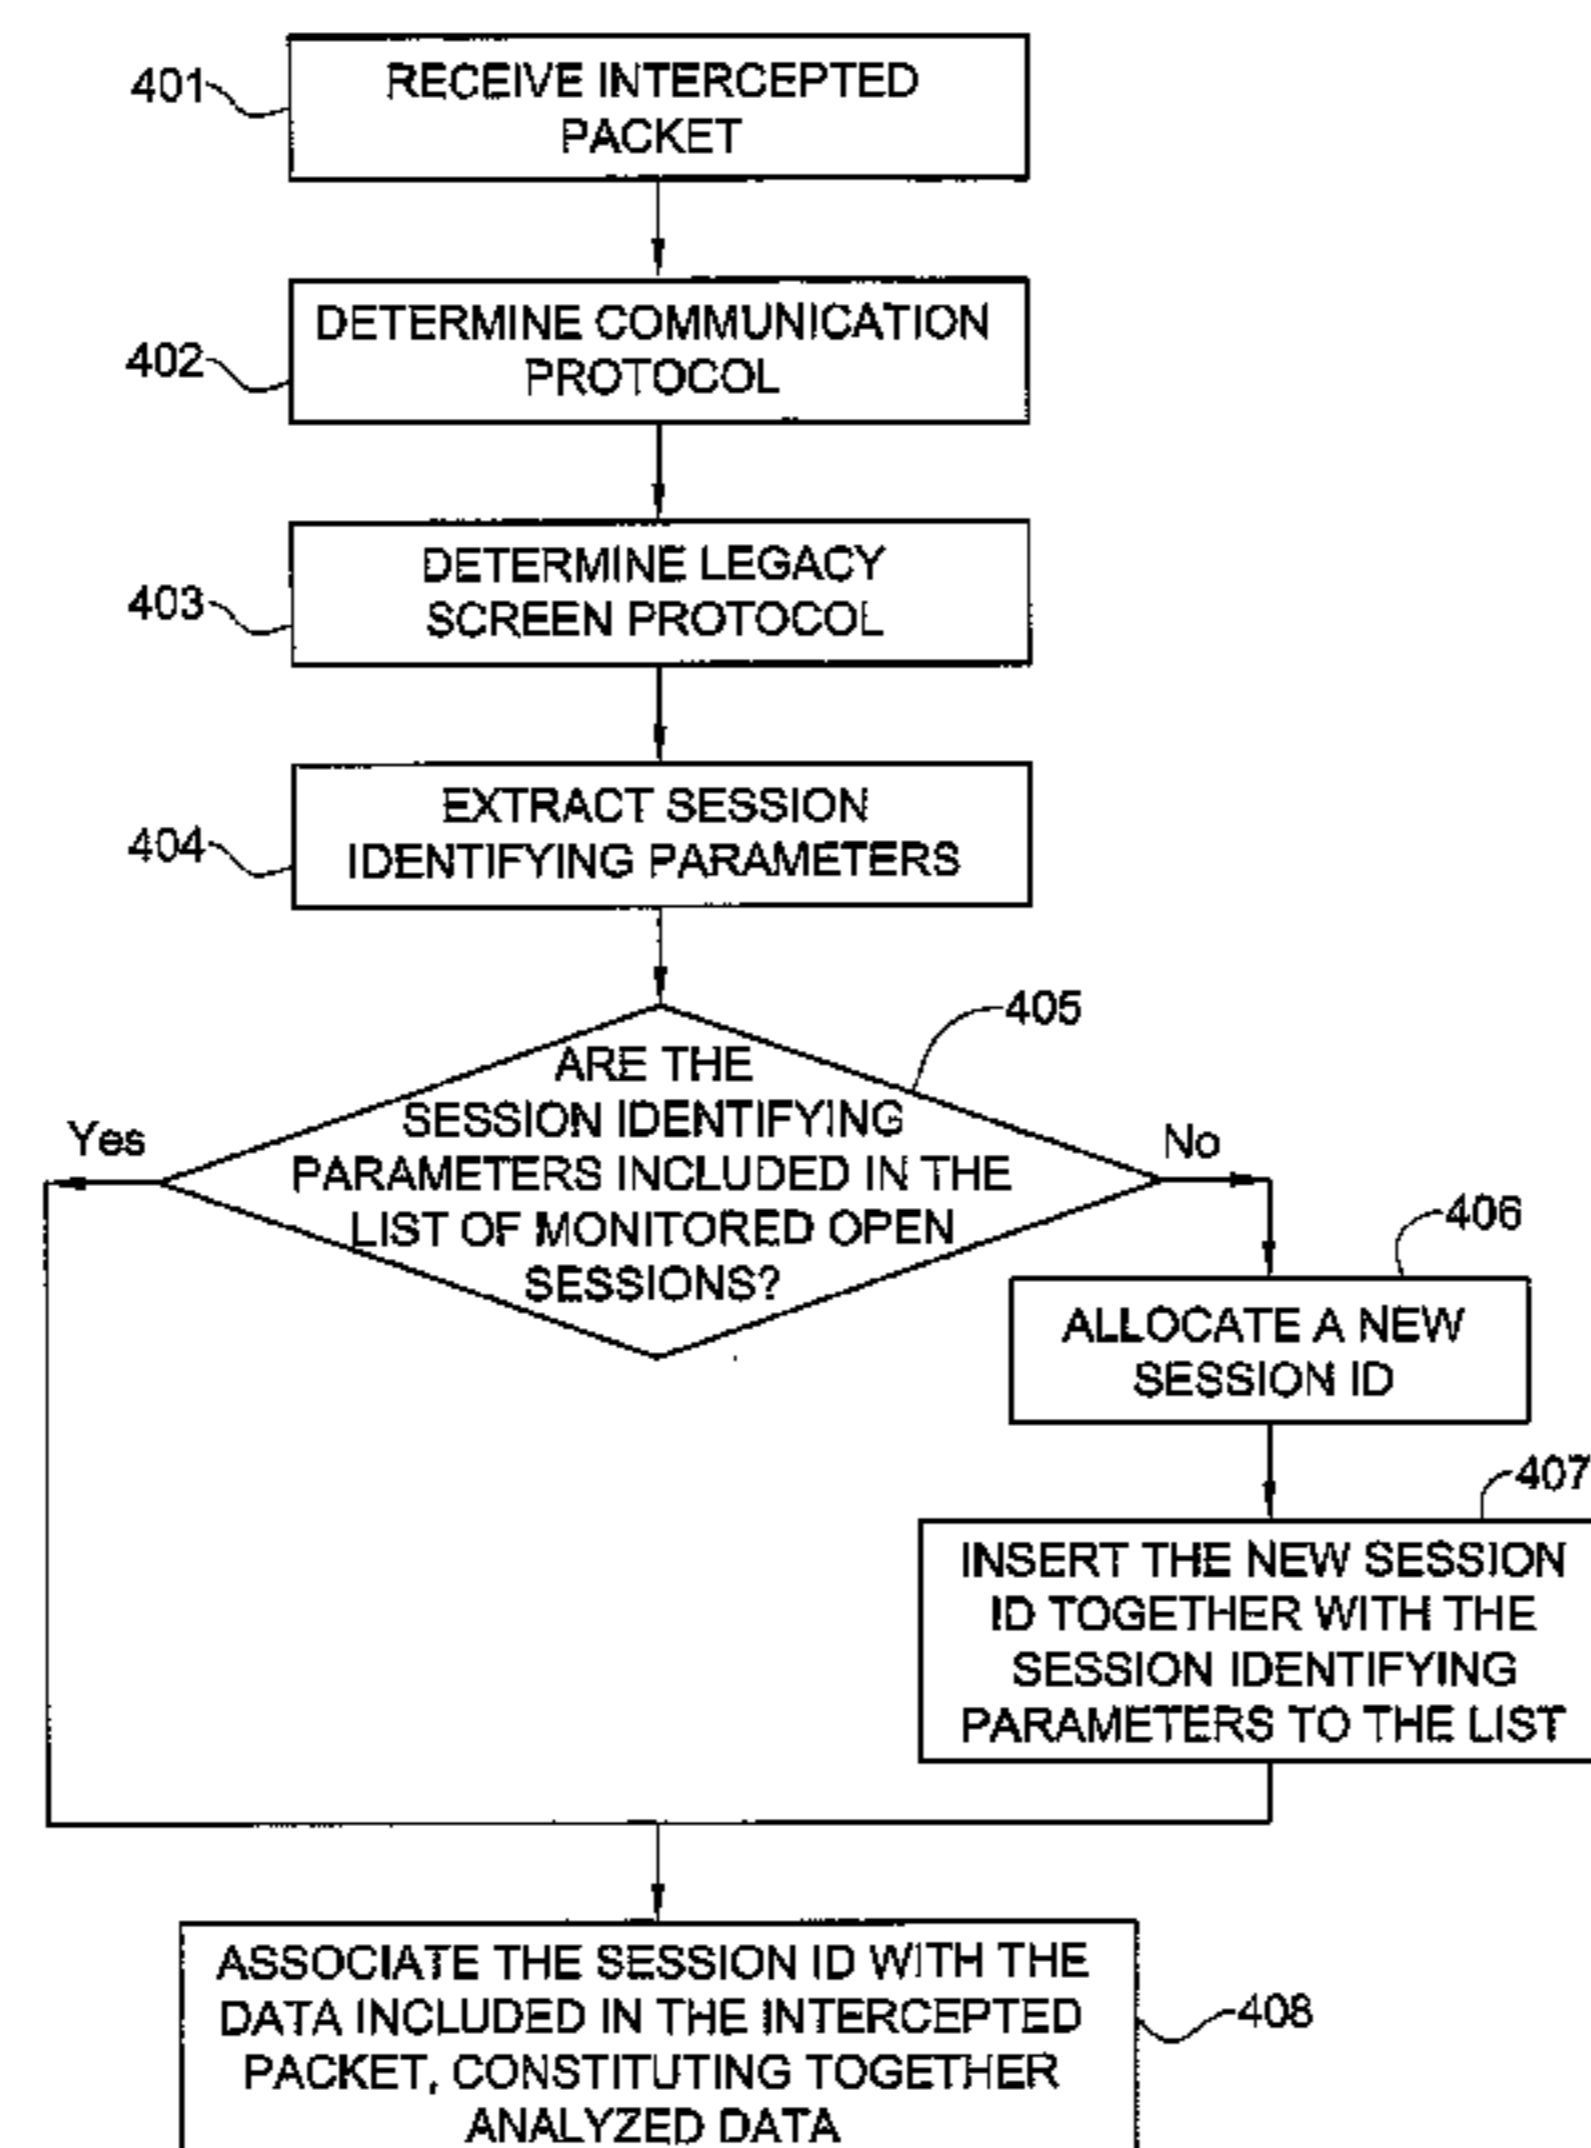 401
RECEIVE INTERCEPTED
PACKET
402
DETERMINE COMMUNICATION
PROTOCOL
403
DETERMINE LEGACY
SCREEN PROTOCOL
404
EXTRACT SESSION
IDENTIFYING PARAMETERS
405
ARE THE
SESSION IDENTIFYING
PARAMETERS INCLUDED IN THE
LIST OF MONITORED OPEN
SESSIONS?
Yes
No
406
ALLOCATE A NEW
SESSION ID
407
INSERT THE NEW SESSION
ID TOGETHER WITH THE
SESSION IDENTIFYING
PARAMETERS TO THE LIST
ASSOCIATE THE SESSION ID WITH THE
DATA INCLUDED IN THE INTERCEPTED
PACKET, CONSTITUTING TOGETHER
ANALYZED DATA
408